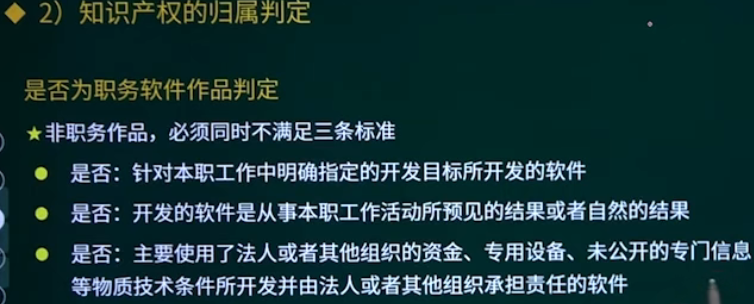 2）知识产权的归属判定
是否为职务软件作品判定
★非职务作品，必须同时不满足三条标准
是否：针对本职工作中明确指定的开发目标所开发的软件
是否：开发的软件是从事本职工作活动所预见的结果或者自然的结果
是否：主要使用了法人或者其他组织的资金、专用设备、未公开的专门信息
等物质技术条件所开发并由法人或者其他组织承担责任的软件